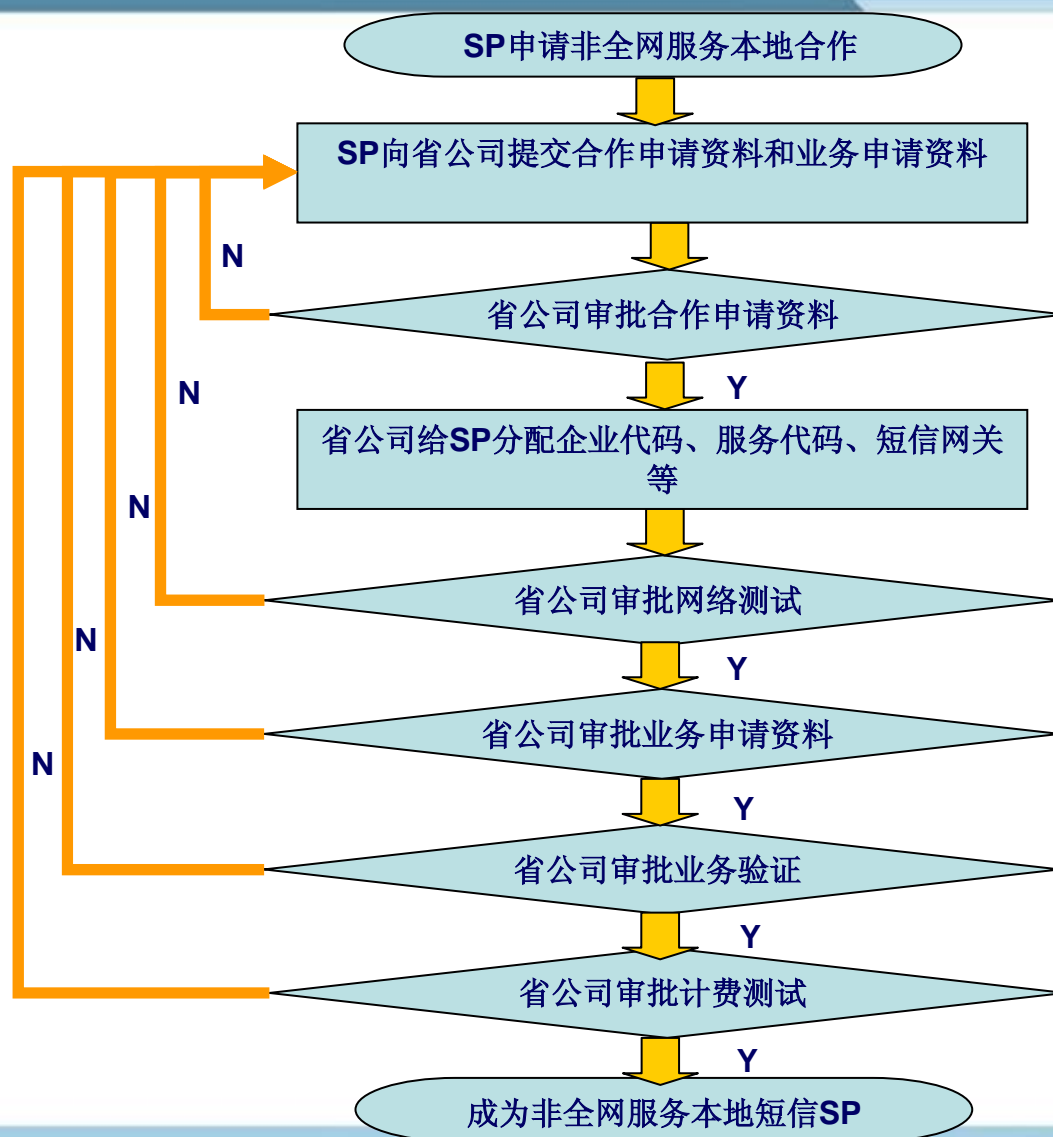 SP申请非全网服务本地合作
SP向省公司提交合作申请资料和业务申请资料
N
省公司审批合作申请资料
Y
N
省公司给SP分配企业代码、服务代码、短信网关
等
N
省公司审批网络测试
N
Y
省公司审批业务申请资料
N
Y
省公司审批业务验证
Y
省公司审批计费测试
Y
成为非全网服务本地短信SP